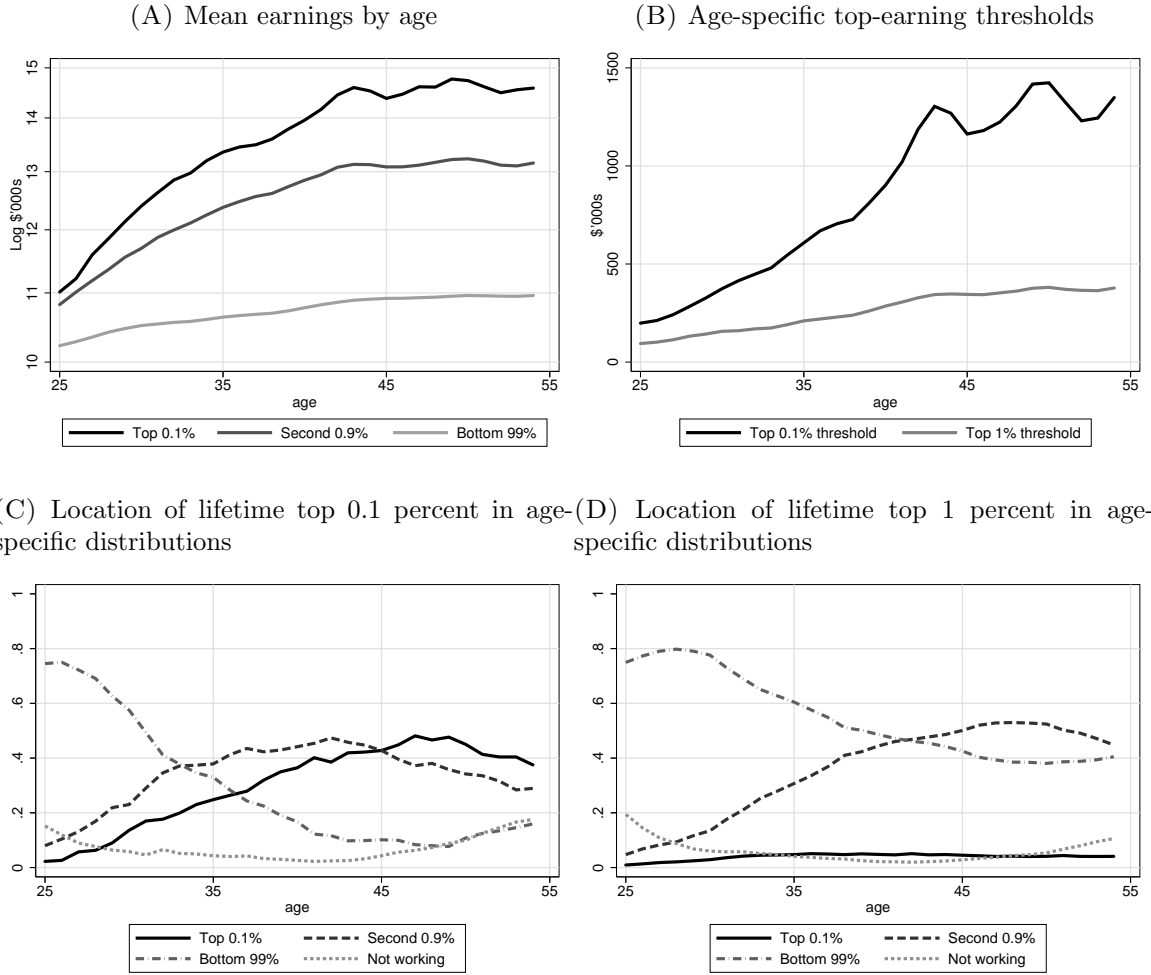 (A) Mean earnings by age
15
14
13
12
11
10
Log $'000s
25 35 45 55
age
Top 0.1% Second 0.9% Bottom 99%
(B) Age-specific top-earning thresholds
1500
1000
500
0
$'000s
25 35 45 55
age
Top 0.1% threshold Top 1% threshold
(C) Location of lifetime top 0.1 percent in age-
specific distributions
1
.8
.6
.4
.2
0
25 35 45 55
age
Top 0.1% Second 0.9%
Bottom 99% Not working
(D) Location of lifetime top 1 percent in age-
specific distributions
1
.8
.6
.4
.2
0
25 35 45 55
age
Top 0.1% Second 0.9%
Bottom 99% Not working